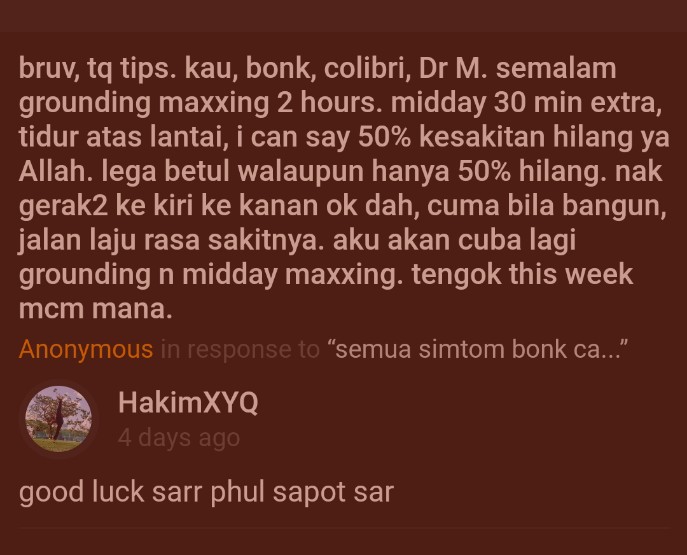 bruv, tq tips. kau, bonk, colibri, Dr M. semalam
grounding maxxing 2 hours. midday 30 min extra,
tidur atas lantai, i can say 50% kesakitan hilang ya
Allah. lega betul walaupun hanya 50% hilang. nak
gerak2 ke kiri ke kanan ok dah, cuma bila bangun,
jalan laju rasa sakitnya. aku akan cuba lagi
grounding n midday maxxing. tengok this week
mcm mana.
Anonymous in response to “semua simtom bonk ca...”
HakimXYQ
4 days ago
good luck sarr phul sapot sar